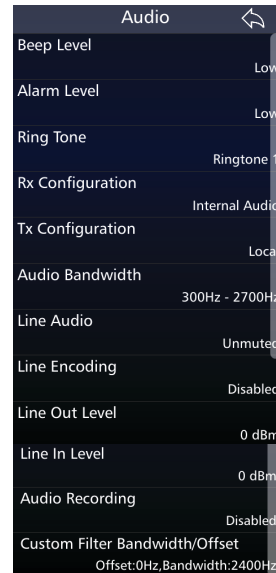 Audio
Beep Level
Low
Alarm Level
Low
Ring Tone
Ringtone 1
Rx Configuration
Internal Audio
Tx Configuration
Local
Audio Bandwidth
300Hz - 2700Hz
Line Audio
Unmuted
Line Encoding
Disabled
Line Out Level
0 dBm
Line In Level
0 dBm
Audio Recording
Disabled
Custom Filter Bandwidth/Offset
Offset:0Hz,Bandwidth:2400Hz